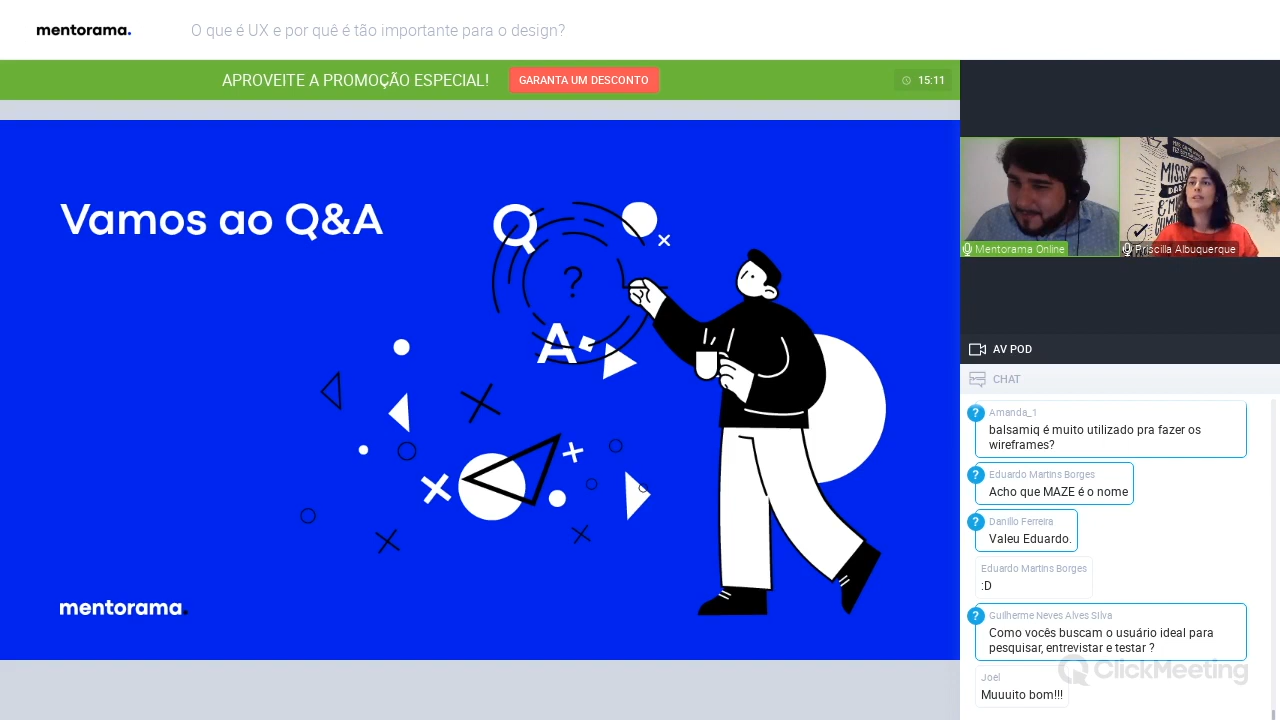 mentorama.
O que é UX e por quê é tão importante para o design?
APROVEITE A PROMOÇÃO ESPECIAL!
GARANTA UM DESCONTO
15:11
Vamos ao Q&A
Q
?
A
mentorama.
MISSÃ
Mentorama Online
Priscilla Albuquerque
AV POD
CHAT
?
Amanda_1
balsamiq é muito utilizado pra fazer os
wireframes?
?
Eduardo Martins Borges
Acho que MAZE é o nome
?
Danillo Ferreira
Valeu Eduardo.
Eduardo Martins Borges
:D
?
Guilherme Neves Alves SIlva
Como vocês buscam o usuário ideal para
pesquisar, entrevistar e testar ?
ClickMeeting
Joel
Muuuito bom!!!